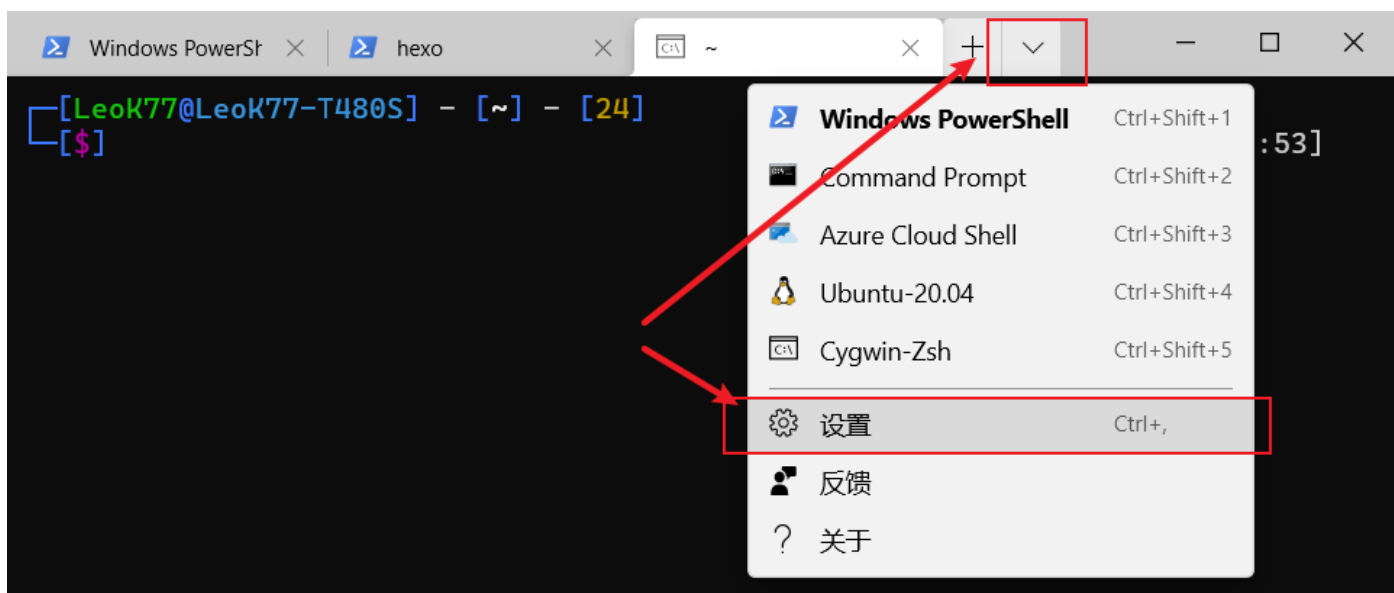 Windows PowerSh
hexo
~
[LeoK77@LeoK77-T480S] - [~] - [24]
[$]
:53]
Windows PowerShell Ctrl+Shift+1
Command Prompt Ctrl+Shift+2
Azure Cloud Shell Ctrl+Shift+3
Ubuntu-20.04 Ctrl+Shift+4
Cygwin-Zsh Ctrl+Shift+5
设置 Ctrl+,
反馈
关于